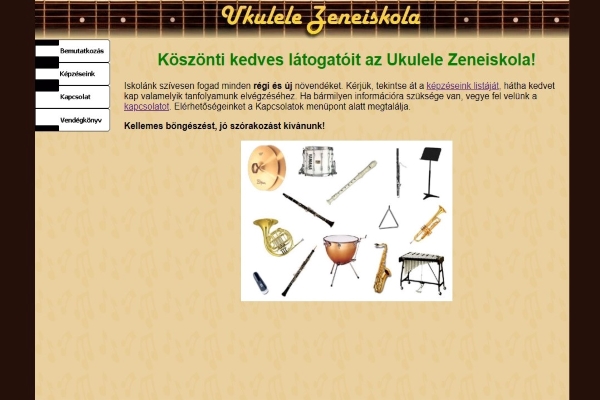 Ukulele Zeneiskola
Bemutatkozás
Képzéseink
Kapcsolat
Vendégkönyv
Köszönti kedves látogatóit az Ukulele Zeneiskola!
Iskolánk szívesen fogad minden régi és új növendéket. Kérjük, tekintse át a képzéseink listáját, hátha kedvet
kap valamelyik tanfolyamunk elvégzéséhez. Ha bármilyen információra szüksége van, vegye fel velünk a
kapcsolatot. Elérhetőségeinket a Kapcsolatok menüpont alatt megtalálja.
Kellemes böngészést, jó szórakozást kívánunk!